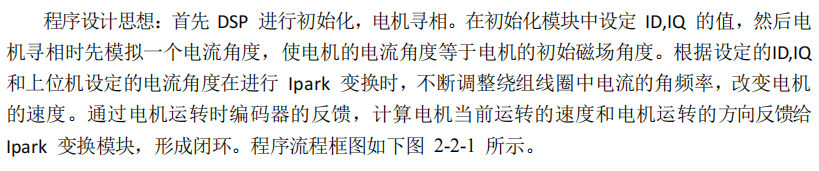 程序设计思想：首先 DSP 进行初始化，电机寻相。在初始化模块中设定 ID,IQ 的值，然后电
机寻相时先模拟一个电流角度，使电机的电流角度等于电机的初始磁场角度。根据设定的ID,IQ
和上位机设定的电流角度在进行 Ipark 变换时，不断调整绕组线圈中电流的角频率，改变电机
的速度。通过电机运转时编码器的反馈，计算电机当前运转的速度和电机运转的方向反馈给
Ipark 变换模块，形成闭环。程序流程框图如下图 2-2-1 所示。